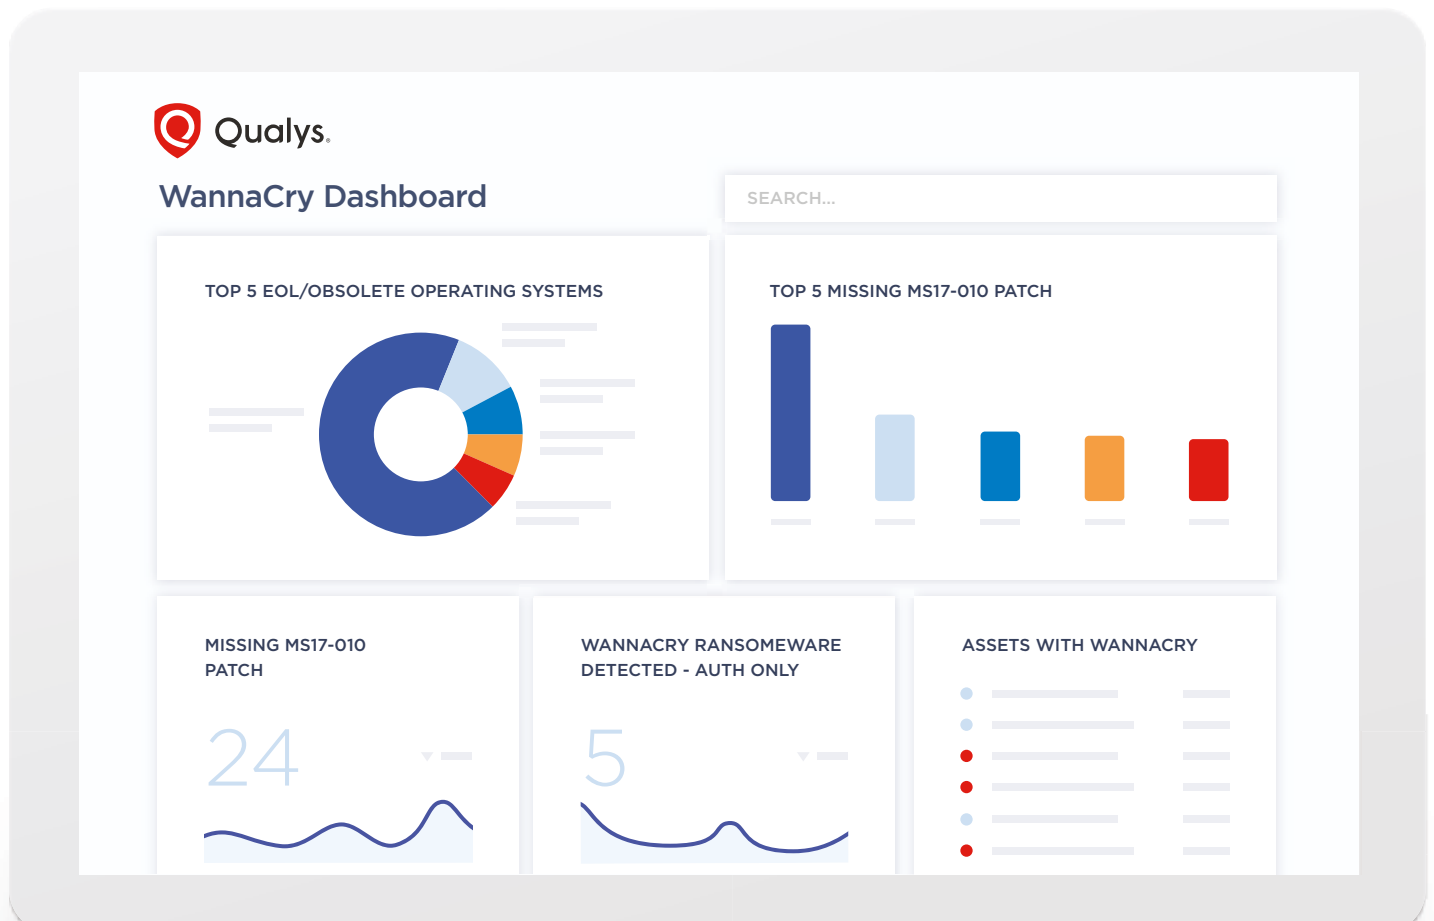 Qualys®
WannaCry Dashboard
SEARCH...
TOP 5 EOL/OBSOLETE OPERATING SYSTEMS
TOP 5 MISSING MS17-010 PATCH
MISSING MS17-010
PATCH
24
WANNACRY RANSOMEWARE
DETECTED - AUTH ONLY
5
ASSETS WITH WANNACRY